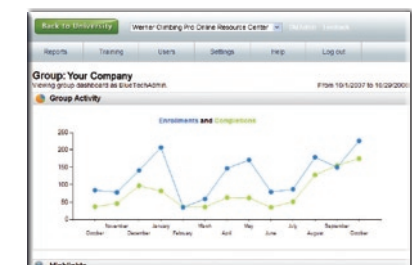 Back to University
Werner Climbing Pro Online Resource Center
Reports Training Users Settings Help Log out
Group: Your Company
Viewing group dashboard as BlueTechAdmin.
From 10/1/2007 to 10/29/2008
Group Activity
Enrollments and Completions
250
200
150
100
50
0
October November December January February March April May June July August September October
Highlights